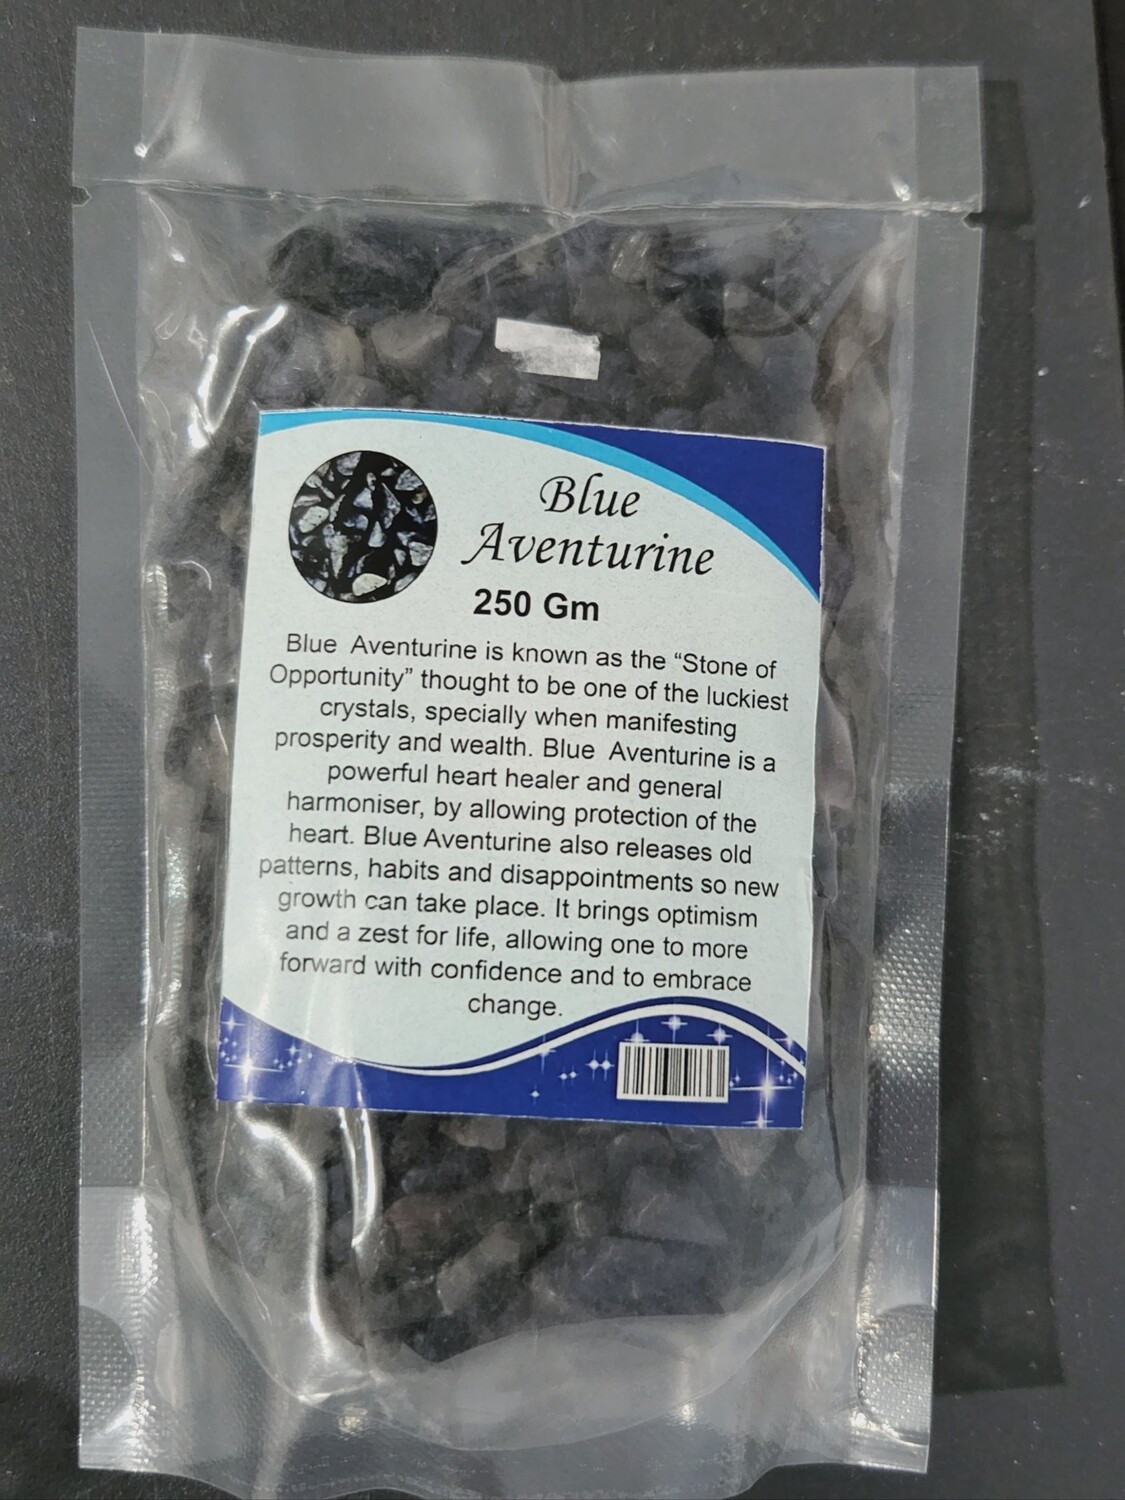 Blue
Aventurine
250 Gm
Blue Aventurine is known as the “Stone of
Opportunity” thought to be one of the luckiest
crystals, specially when manifesting
prosperity and wealth. Blue Aventurine is a
powerful heart healer and general
harmoniser, by allowing protection of the
heart. Blue Aventurine also releases old
patterns, habits and disappointments so new
growth can take place. It brings optimism
and a zest for life, allowing one to more
forward with confidence and to embrace
change.